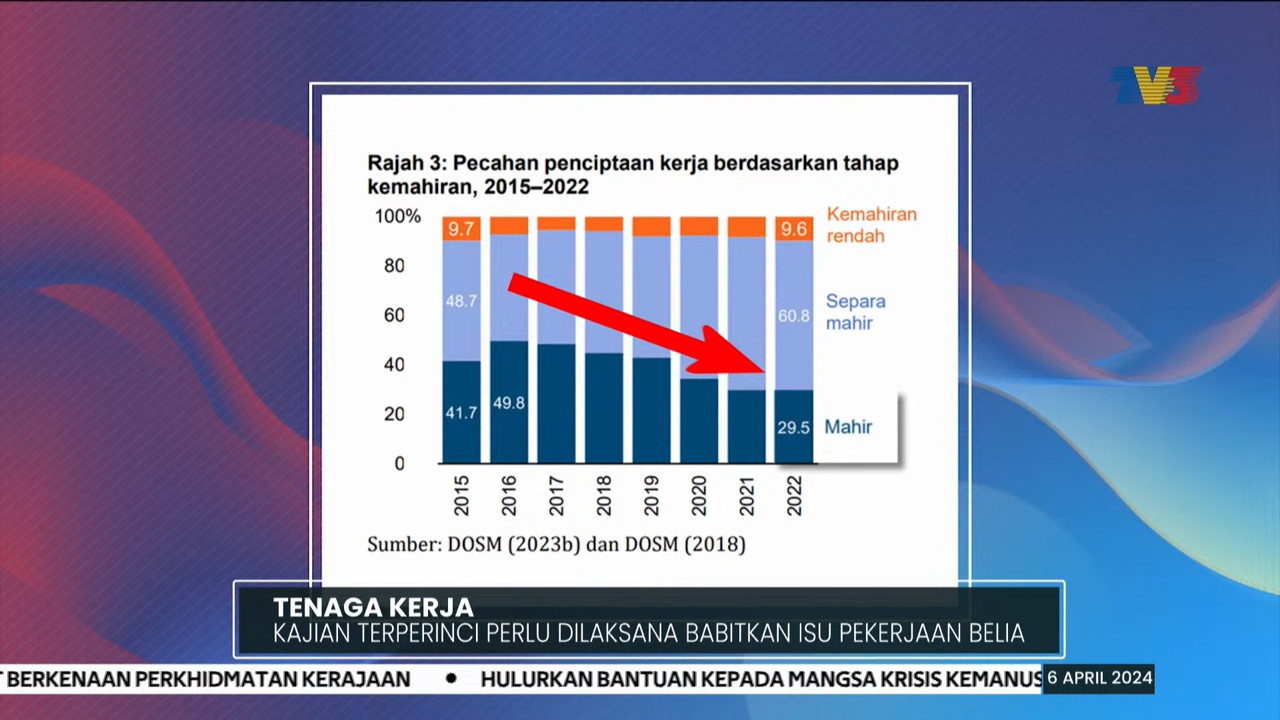 TV3
Rajah 3: Pecahan penciptaan kerja berdasarkan tahap
kemahiran, 2015–2022
100%
80
60
40
20
0
9.7
48.7
41.7
49.8
9.6
60.8
29.5
Kemahiran
rendah
Separa
mahir
Mahir
2015
2016
2017
2018
2019
2020
2021
2022
Sumber: DOSM (2023b) dan DOSM (2018)
TENAGA KERJA
KAJIAN TERPERINCI PERLU DILAKSANA BABITKAN ISU PEKERJAAN BELIA
BERKENAAN PERKHIDMATAN KERAJAAN • HULURKAN BANTUAN KEPADA MANGSA KRISIS KEMANUS
6 APRIL 2024